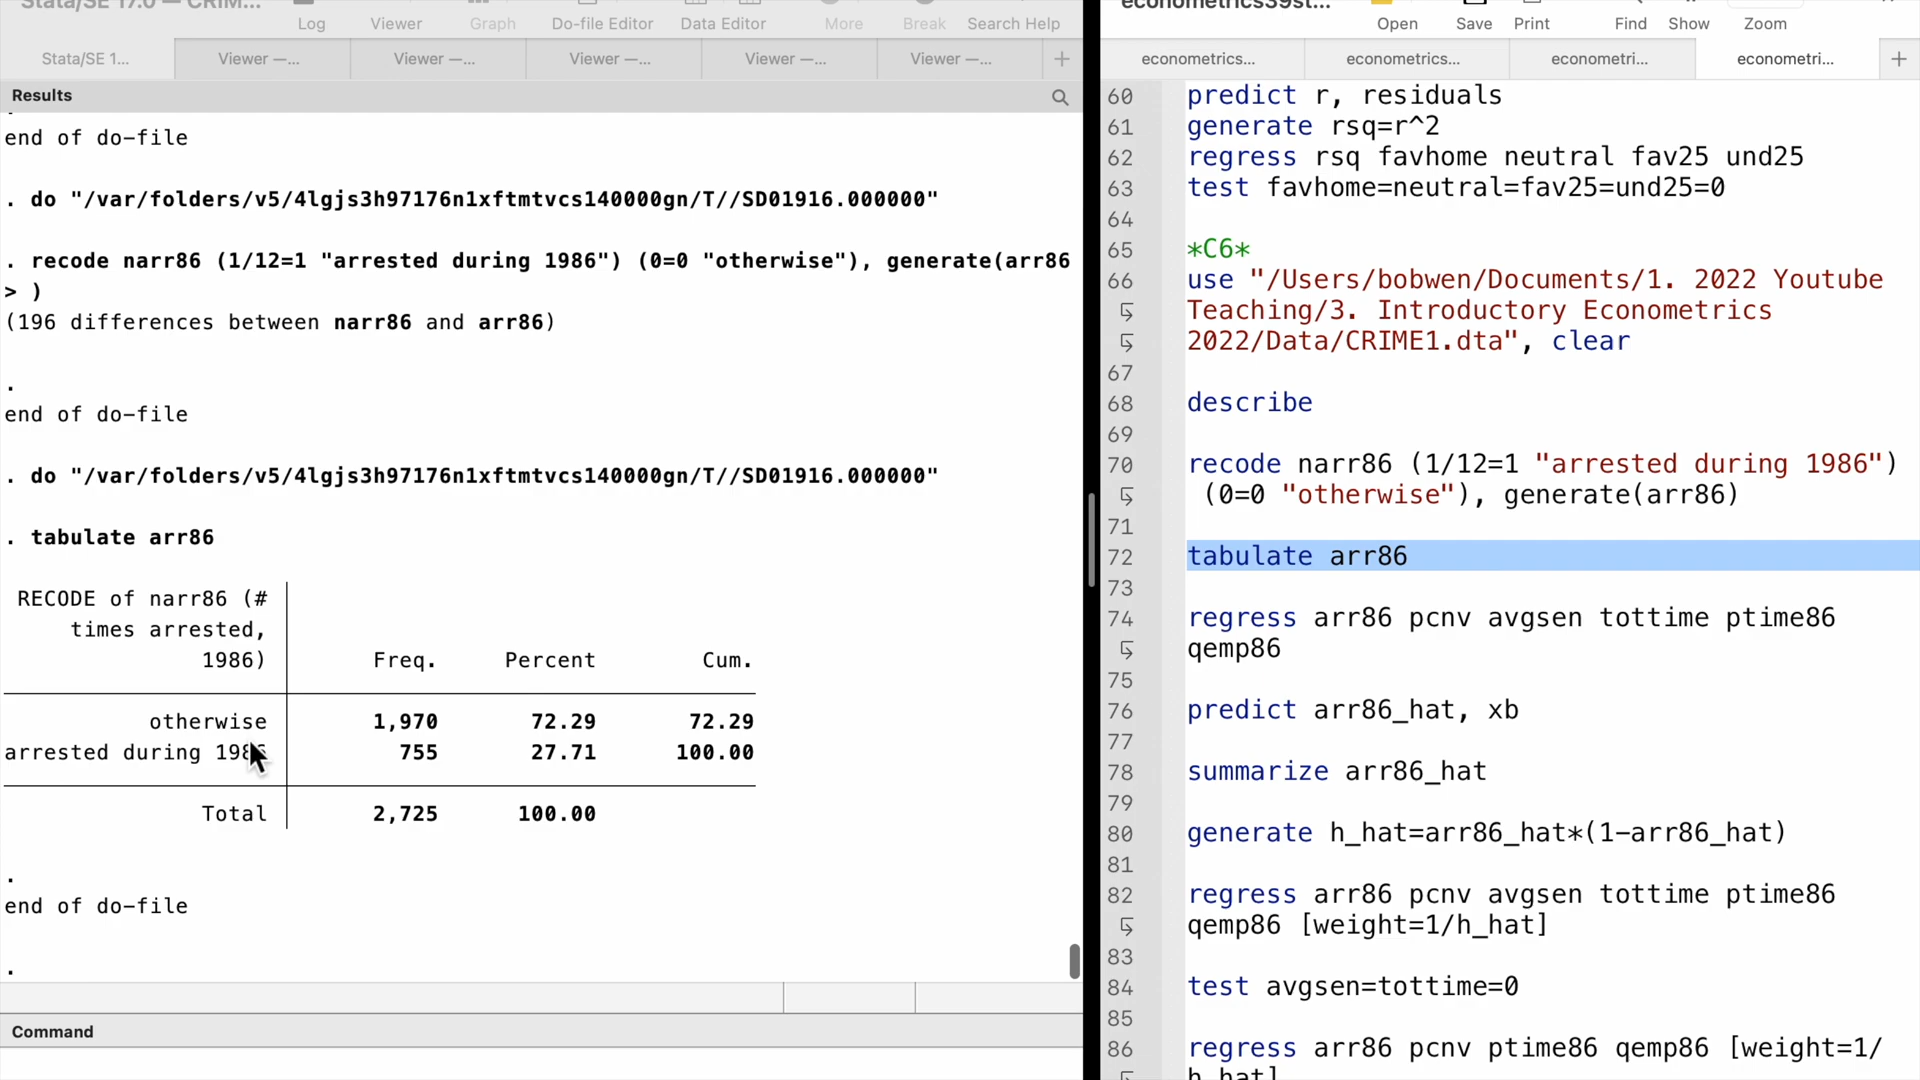 Stata/SE 17.0 — CRIM...
Log
Viewer
Graph
Do-file Editor
Data Editor
More
Break
Search Help
Stata/SE 1...
Viewer —...
Viewer —...
Viewer —...
Viewer —...
Viewer —...
+
Results
.
end of do-file
. do "/var/folders/v5/4lgjs3h97176n1xftmtvcs140000gn/T//SD01916.000000"
. recode narr86 (1/12=1 "arrested during 1986") (0=0 "otherwise"), generate(arr86
> )
(196 differences between narr86 and arr86)
.
end of do-file
. do "/var/folders/v5/4lgjs3h97176n1xftmtvcs140000gn/T//SD01916.000000"
. tabulate arr86
RECODE of narr86 (#
times arrested,
1986) Freq. Percent Cum.
otherwise 1,970 72.29 72.29
arrested during 1986 755 27.71 100.00
Total 2,725 100.00
.
end of do-file
.
Command
econometrics39st...
Open
Save
Print
Find
Show
Zoom
econometrics...
econometrics...
econometri...
econometri...
+
60 predict r, residuals
61 generate rsq=r^2
62 regress rsq favhome neutral fav25 und25
63 test favhome=neutral=fav25=und25=0
64
65 *C6*
66 use "/Users/bobwen/Documents/1. 2022 Youtube
Teaching/3. Introductory Econometrics
2022/Data/CRIME1.dta", clear
67
68 describe
69
70 recode narr86 (1/12=1 "arrested during 1986")
(0=0 "otherwise"), generate(arr86)
71
72 tabulate arr86
73
74 regress arr86 pcnv avgsen tottime ptime86
qemp86
75
76 predict arr86_hat, xb
77
78 summarize arr86_hat
79
80 generate h_hat=arr86_hat*(1-arr86_hat)
81
82 regress arr86 pcnv avgsen tottime ptime86
qemp86 [weight=1/h_hat]
83
84 test avgsen=tottime=0
85
86 regress arr86 pcnv ptime86 qemp86 [weight=1/
h_hat]